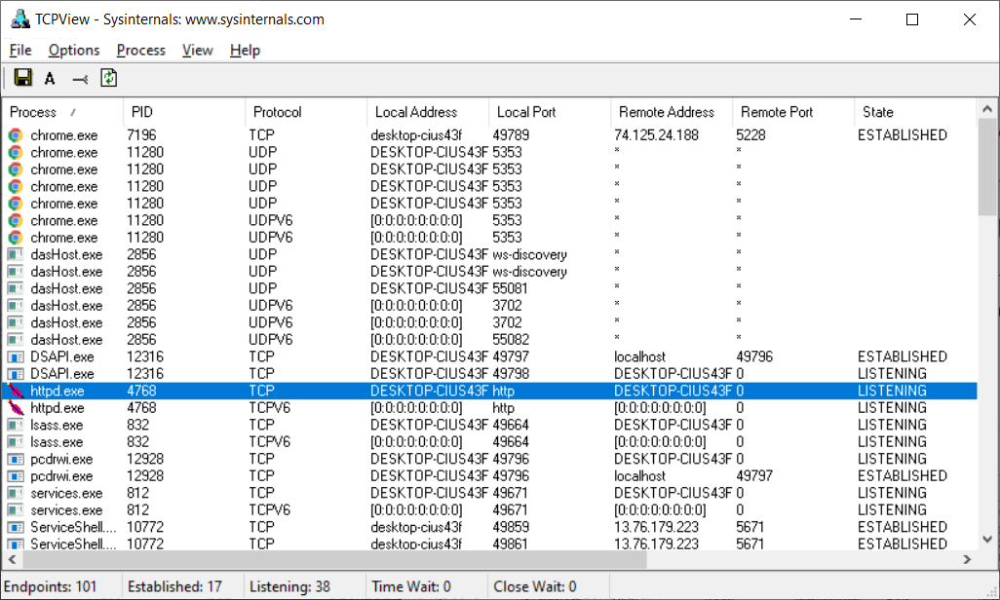 TCPView - Sysinternals: www.sysinternals.com
File Options Process View Help
A
Process / PID Protocol Local Address Local Port Remote Address Remote Port State
chrome.exe 7196 TCP desktop-cius43f 49789 74.125.24.188 5228 ESTABLISHED
chrome.exe 11280 UDP DESKTOP-CIUS43F 5353 * *
chrome.exe 11280 UDP DESKTOP-CIUS43F 5353 * *
chrome.exe 11280 UDP DESKTOP-CIUS43F 5353 * *
chrome.exe 11280 UDP DESKTOP-CIUS43F 5353 * *
chrome.exe 11280 UDPV6 [0:0:0:0:0:0:0:0] 5353 * *
chrome.exe 11280 UDPV6 [0:0:0:0:0:0:0:0] 5353 * *
dasHost.exe 2856 UDP DESKTOP-CIUS43F ws-discovery * *
dasHost.exe 2856 UDP DESKTOP-CIUS43F ws-discovery * *
dasHost.exe 2856 UDP DESKTOP-CIUS43F 55081 * *
dasHost.exe 2856 UDPV6 [0:0:0:0:0:0:0:0] 3702 * *
dasHost.exe 2856 UDPV6 [0:0:0:0:0:0:0:0] 3702 * *
dasHost.exe 2856 UDPV6 [0:0:0:0:0:0:0:0] 55082 * *
DSAPI.exe 12316 TCP DESKTOP-CIUS43F 49797 localhost 49796 ESTABLISHED
DSAPI.exe 12316 TCP DESKTOP-CIUS43F 49798 DESKTOP-CIUS43F 0 LISTENING
httpd.exe 4768 TCP DESKTOP-CIUS43F http DESKTOP-CIUS43F 0 LISTENING
httpd.exe 4768 TCPV6 [0:0:0:0:0:0:0:0] http [0:0:0:0:0:0:0:0] 0 LISTENING
lsass.exe 832 TCP DESKTOP-CIUS43F 49664 DESKTOP-CIUS43F 0 LISTENING
lsass.exe 832 TCPV6 [0:0:0:0:0:0:0:0] 49664 [0:0:0:0:0:0:0:0] 0 LISTENING
pcdrwi.exe 12928 TCP DESKTOP-CIUS43F 49796 DESKTOP-CIUS43F 0 LISTENING
pcdrwi.exe 12928 TCP DESKTOP-CIUS43F 49796 localhost 49797 ESTABLISHED
services.exe 812 TCP DESKTOP-CIUS43F 49671 DESKTOP-CIUS43F 0 LISTENING
services.exe 812 TCPV6 [0:0:0:0:0:0:0:0] 49671 [0:0:0:0:0:0:0:0] 0 LISTENING
ServiceShell.... 10772 TCP desktop-cius43f 49859 13.76.179.223 5671 ESTABLISHED
ServiceShell.... 10772 TCP desktop-cius43f 49861 13.76.179.223 5671 ESTABLISHED
Endpoints: 101 Established: 17 Listening: 38 Time Wait: 0 Close Wait: 0